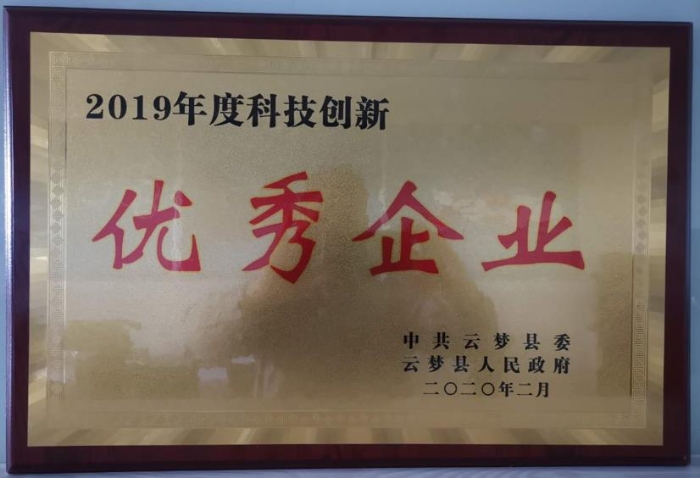 2019年度科技创新
优秀企业
中共云梦县委
云梦县人民政府
二〇二〇年二月